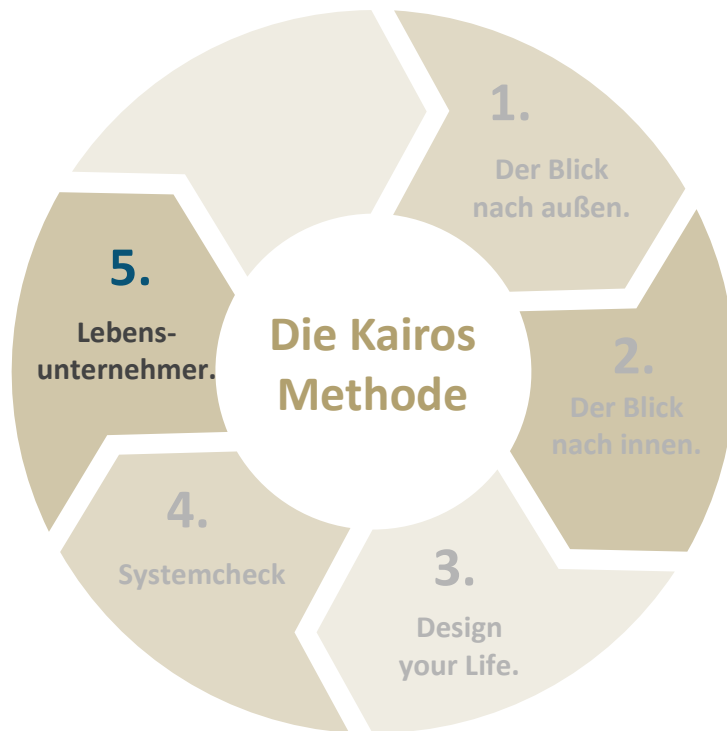 Die Kairos
Methode
1.
Der Blick
nach außen.
2.
Der Blick
nach innen.
3.
Design
your Life.
4.
Systemcheck
5.
Lebens-
unternehmer.